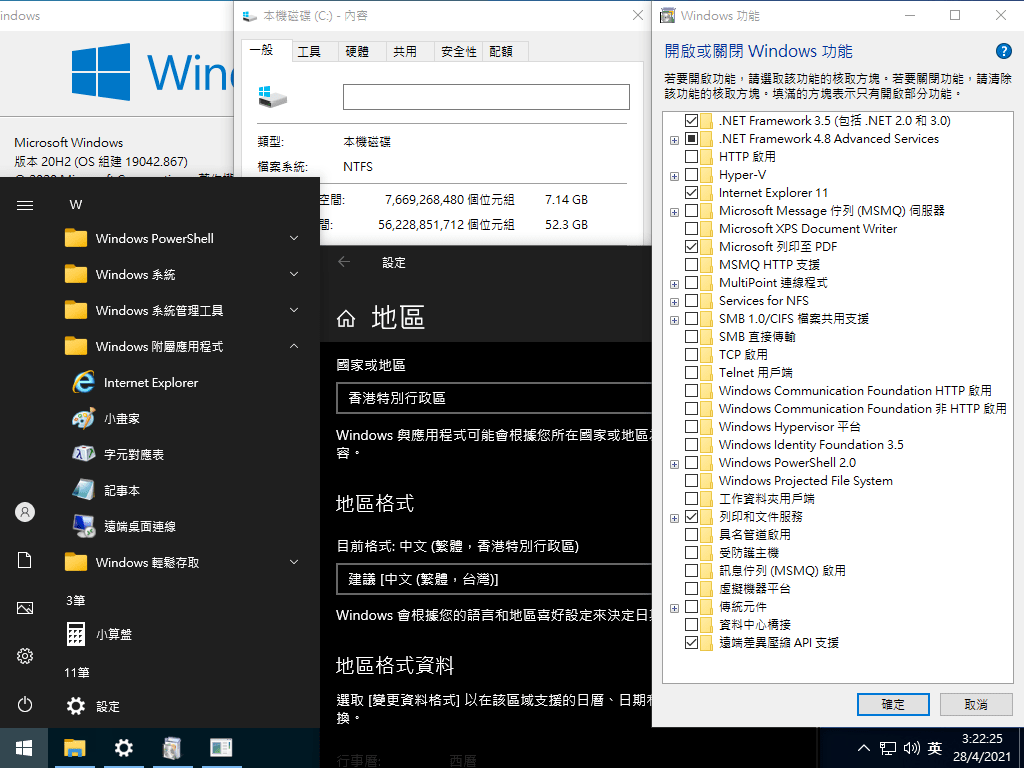 indows
Wind
Microsoft Windows
版本 20H2 (OS 組建 19042.867)
本機磁碟 (C:) - 內容
一般
工具
硬體
共用
安全性
配額
類型:
本機磁碟
檔案系統:
NTFS
空間:
7,669,268,480 個位元組
7.14 GB
間:
56,228,851,712 個位元組
52.3 GB
W
Windows PowerShell
Windows 系統
Windows 系統管理工具
Windows 附屬應用程式
Internet Explorer
小畫家
字元對應表
記事本
遠端桌面連線
Windows 輕鬆存取
3筆
小算盤
11筆
設定
設定
地區
國家或地區
香港特別行政區
Windows 與應用程式可能會根據您所在國家或地區
容。
地區格式
目前格式: 中文 (繁體，香港特別行政區)
建議 [中文 (繁體，台灣)]
Windows 會根據您的語言和地區喜好設定來決定日
地區格式資料
選取 [變更資料格式] 以在該區域支援的日曆、日期
換。
行事曆:
西曆
Windows 功能
開啟或關閉 Windows 功能
?
若要開啟功能，請選取該功能的核取方塊。若要關閉功能，請清除
該功能的核取方塊。填滿的方塊表示只有開啟部分功能。
.NET Framework 3.5 (包括 .NET 2.0 和 3.0)
.NET Framework 4.8 Advanced Services
HTTP 啟用
Hyper-V
Internet Explorer 11
Microsoft Message 佇列 (MSMQ) 伺服器
Microsoft XPS Document Writer
Microsoft 列印至 PDF
MSMQ HTTP 支援
MultiPoint 連線程式
Services for NFS
SMB 1.0/CIFS 檔案共用支援
SMB 直接傳輸
TCP 啟用
Telnet 用戶端
Windows Communication Foundation HTTP 啟用
Windows Communication Foundation 非 HTTP 啟用
Windows Hypervisor 平台
Windows Identity Foundation 3.5
Windows PowerShell 2.0
Windows Projected File System
工作資料夾用戶端
列印和文件服務
具名管道啟用
受防護主機
訊息佇列 (MSMQ) 啟用
虛擬機器平台
傳統元件
資料中心橋接
遠端差異壓縮 API 支援
確定
取消
英
3:22:25
28/4/2021